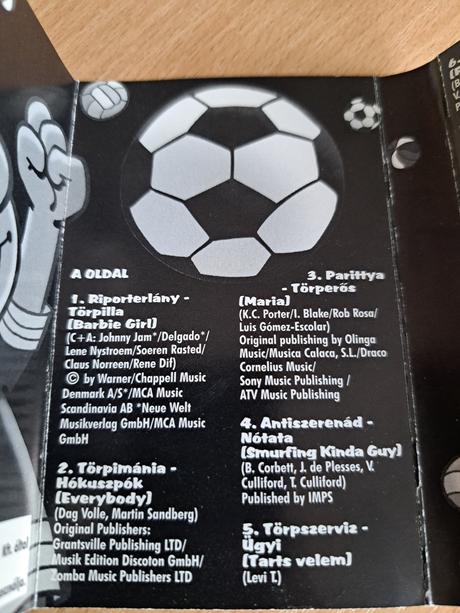 A OLDAL
1. Riporterlány -
Törpilla
(Barbie Girl)
(C+A: Johnny Jam*/Delgado*/
Lene Nystroem/Soeren Rasted/
Claus Norreen/Rene Dif)
© by Warner/Chappell Music
Denmark A/S*/MCA Music
Scandinavia AB *Neue Welt
Musikverlag GmbH/MCA Music
GmbH
2. Törpimánia -
Hókuszpók
(Everybody)
(Dag Volle, Martin Sandberg)
Original Publishers:
Grantsville Publishing LTD/
Musik Edition Discoton GmbH/
Zomba Music Publishers LTD
3. Parittya
- Törperős
(Maria)
(K.C. Porter/I. Blake/Rob Rosa/
Luis Gómez-Escolar)
Original publishing by Olinga
Music/Musica Calaca, S.L./Draco
Cornelius Music/
Sony Music Publishing /
ATV Music Publishing
4. Antiszerenád -
Nótata
(Smurfing Kinda Guy)
(B. Corbett, J. de Plesses, V.
Culliford, T. Culliford)
Published by IMPS
5. Törpszerviz -
Ügyi
(Tarts velem)
(Levi T.)
Kft. által
6.